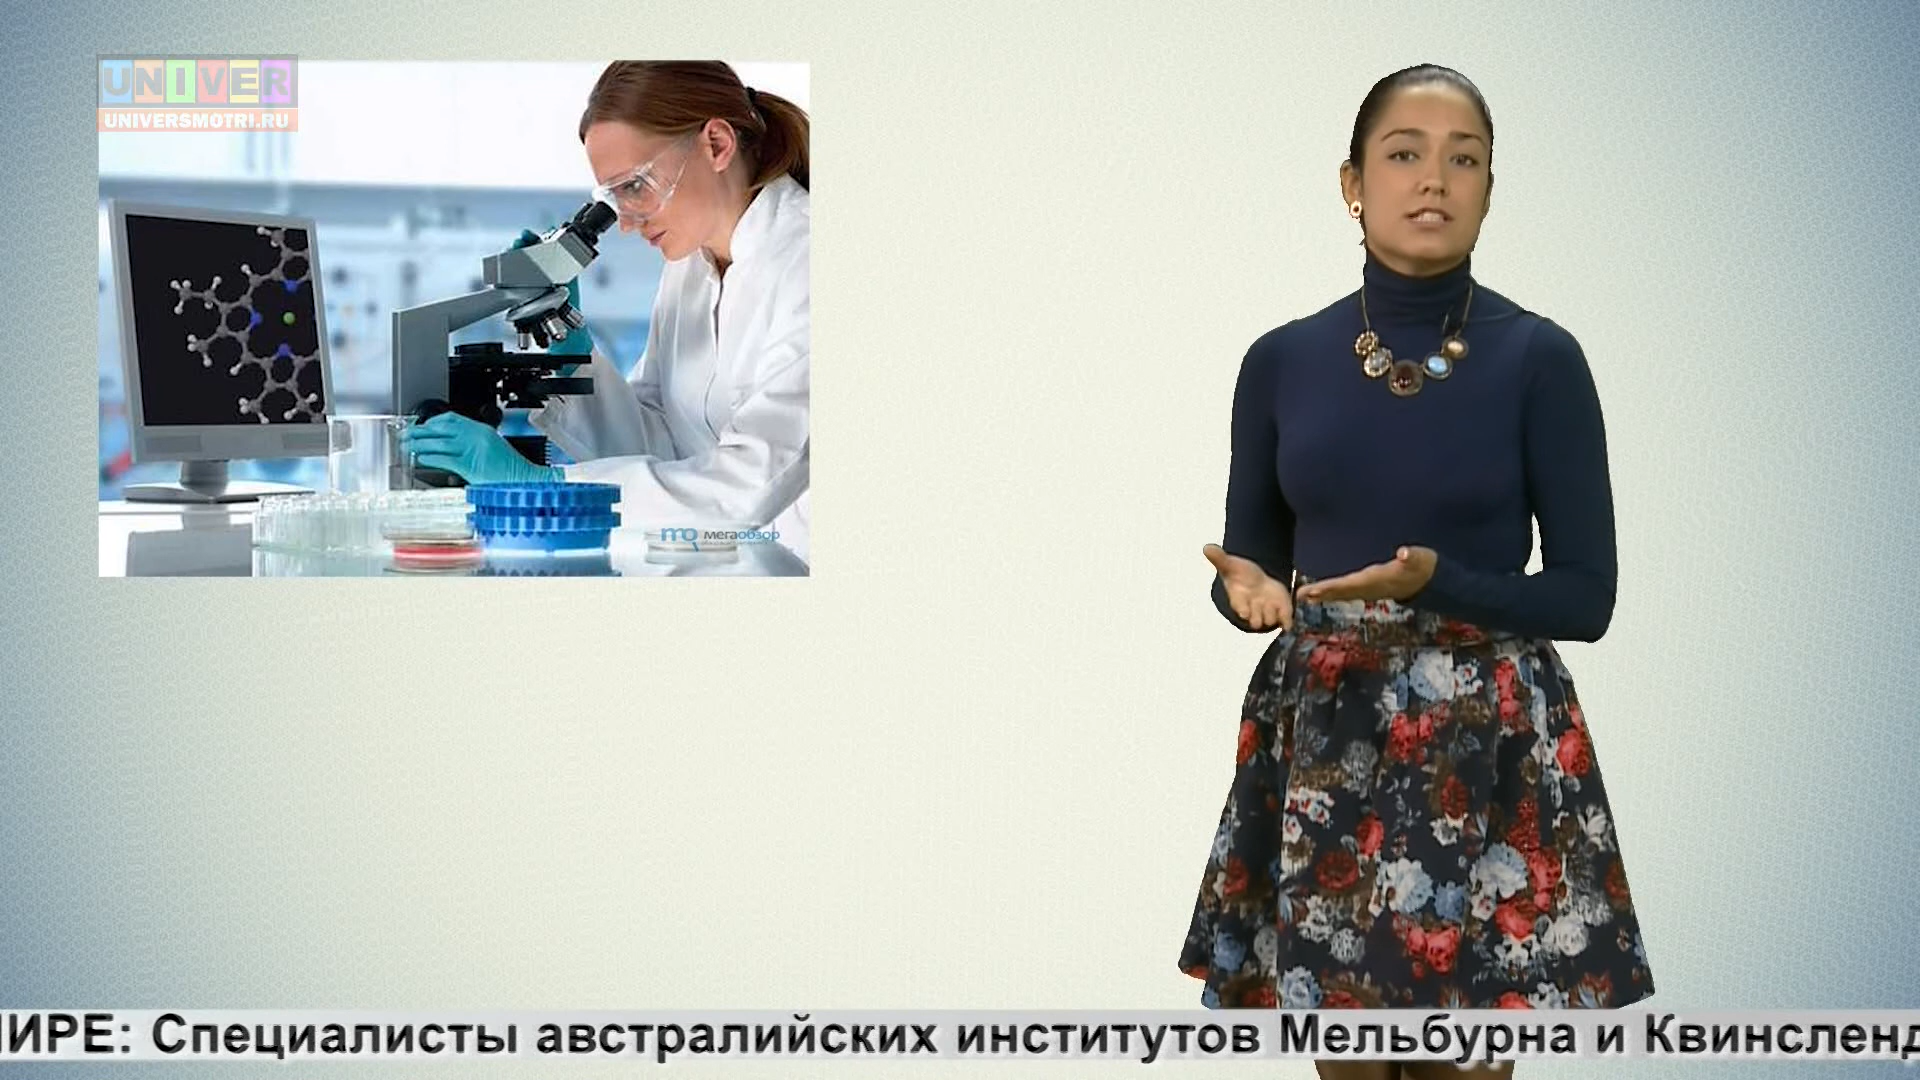 UNIVER
UNIVERSMOTRI.RU
мегаобзор
ИРЕ: Специалисты австралийских институтов Мельбурна и Квинсленд